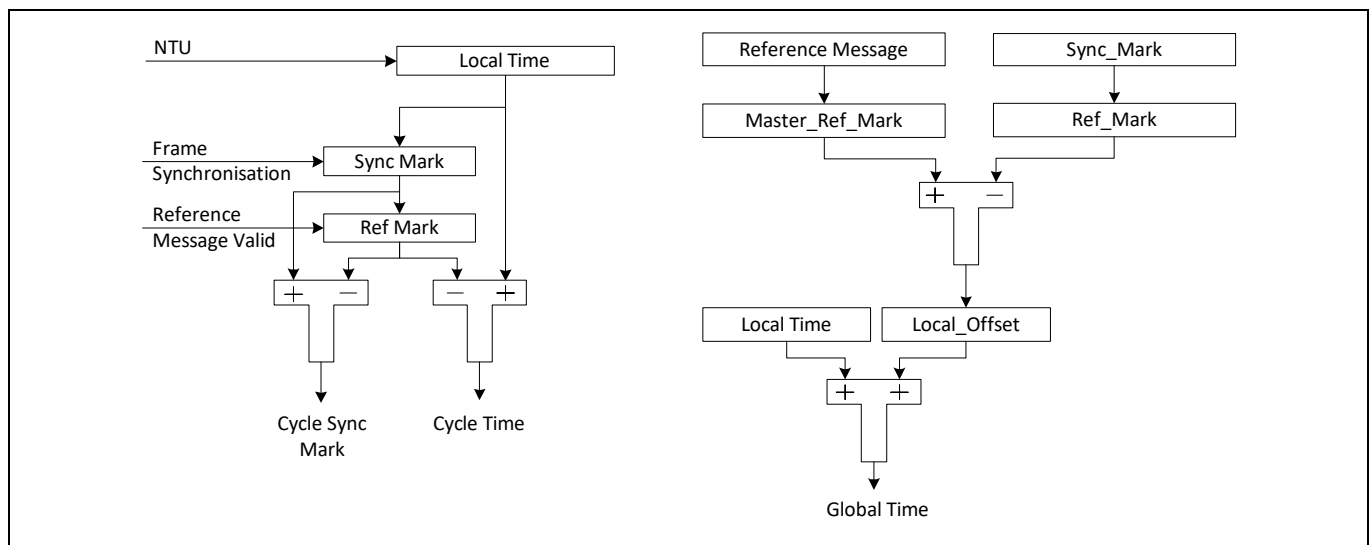 NTU
Local Time
Frame
Synchronisation
Sync Mark
Reference
Message Valid
Ref Mark
+ — — +
Cycle Sync
Mark
Cycle Time
Reference Message
Sync_Mark
Master_Ref_Mark
Ref_Mark
+ —
Local Time
Local_Offset
+ +
Global Time